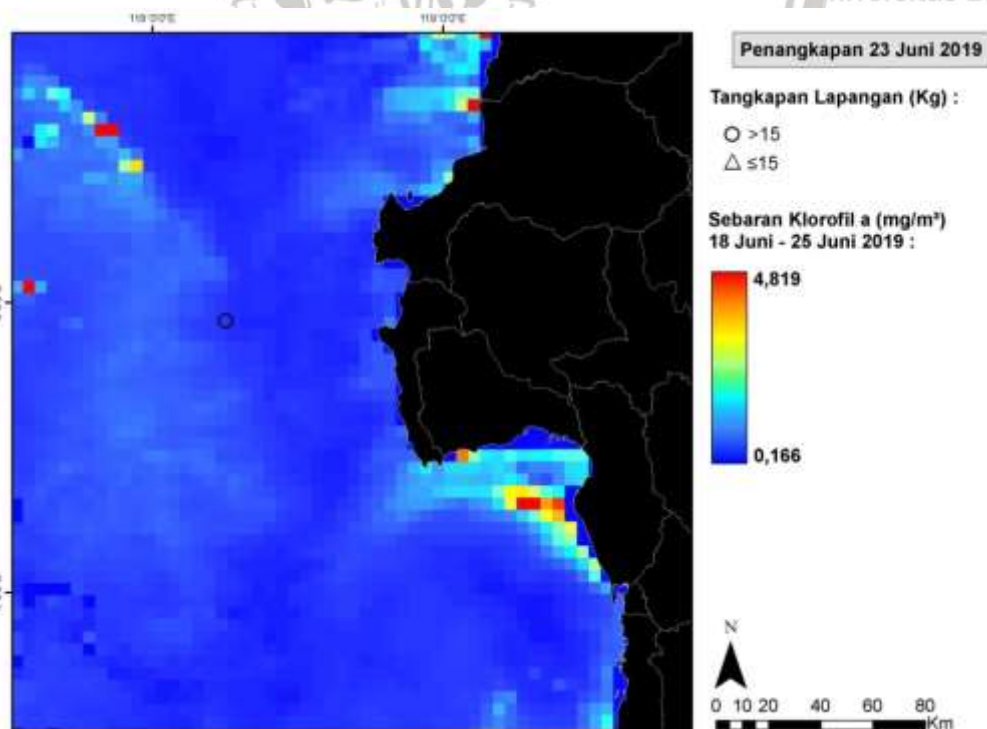 Penangkapan 23 Juni 2019
Tangkapan Lapangan (Kg) :
>15
≤15
Sebaran Klorofil a (mg/m³)
18 Juni - 25 Juni 2019 :
4,819
0,166
N
0 10 20 40 60 80
Km